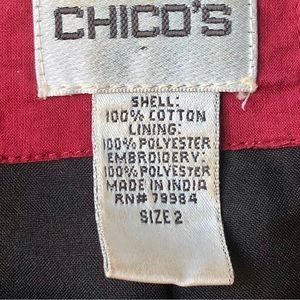 CHICO'S
SHELL:
100% COTTON
LINING:
100% POLYESTER
EMBROIDERY:
100% POLYESTER
MADE IN INDIA
RN# 79984
SIZE 2